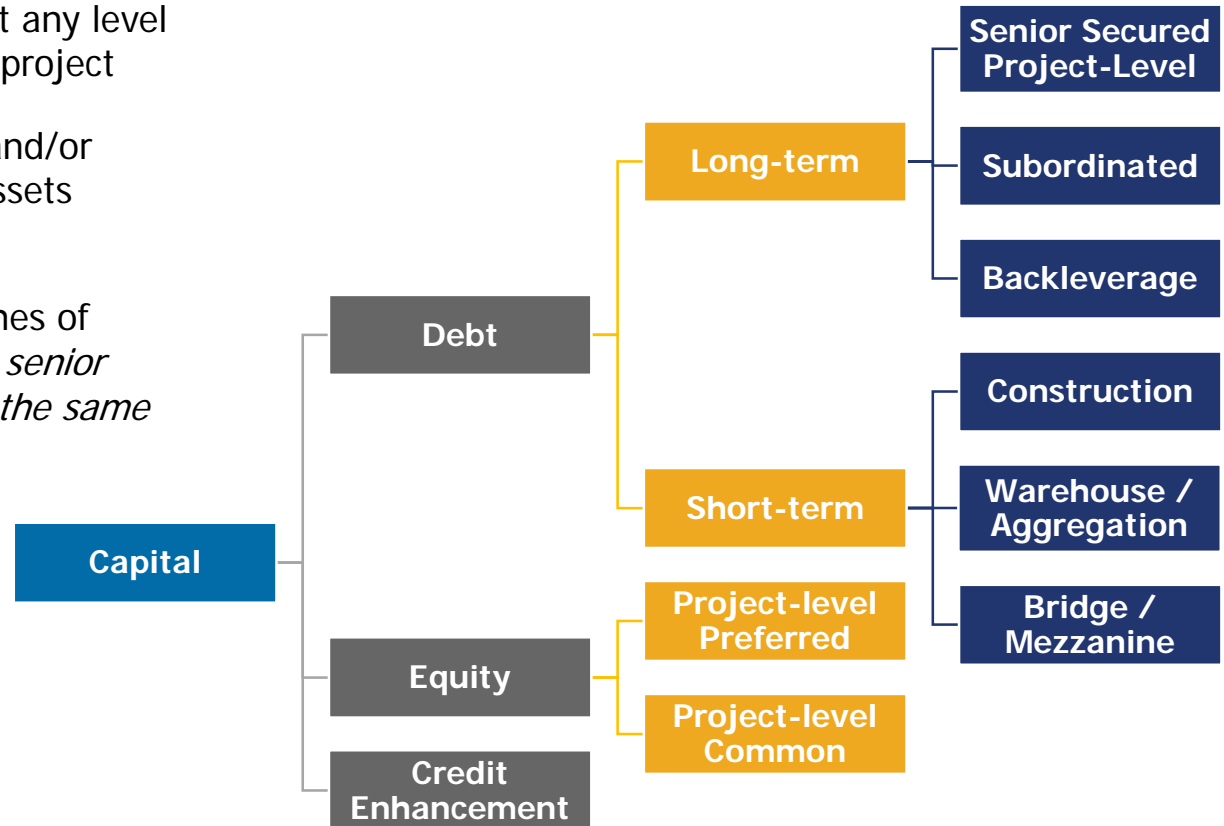 t any level
project
and/or
ssets
nes of
senior
the same
Capital
Debt
Equity
Credit
Enhancement
Long-term
Short-term
Project-level
Preferred
Project-level
Common
Senior Secured
Project-Level
Subordinated
Backleverage
Construction
Warehouse /
Aggregation
Bridge /
Mezzanine